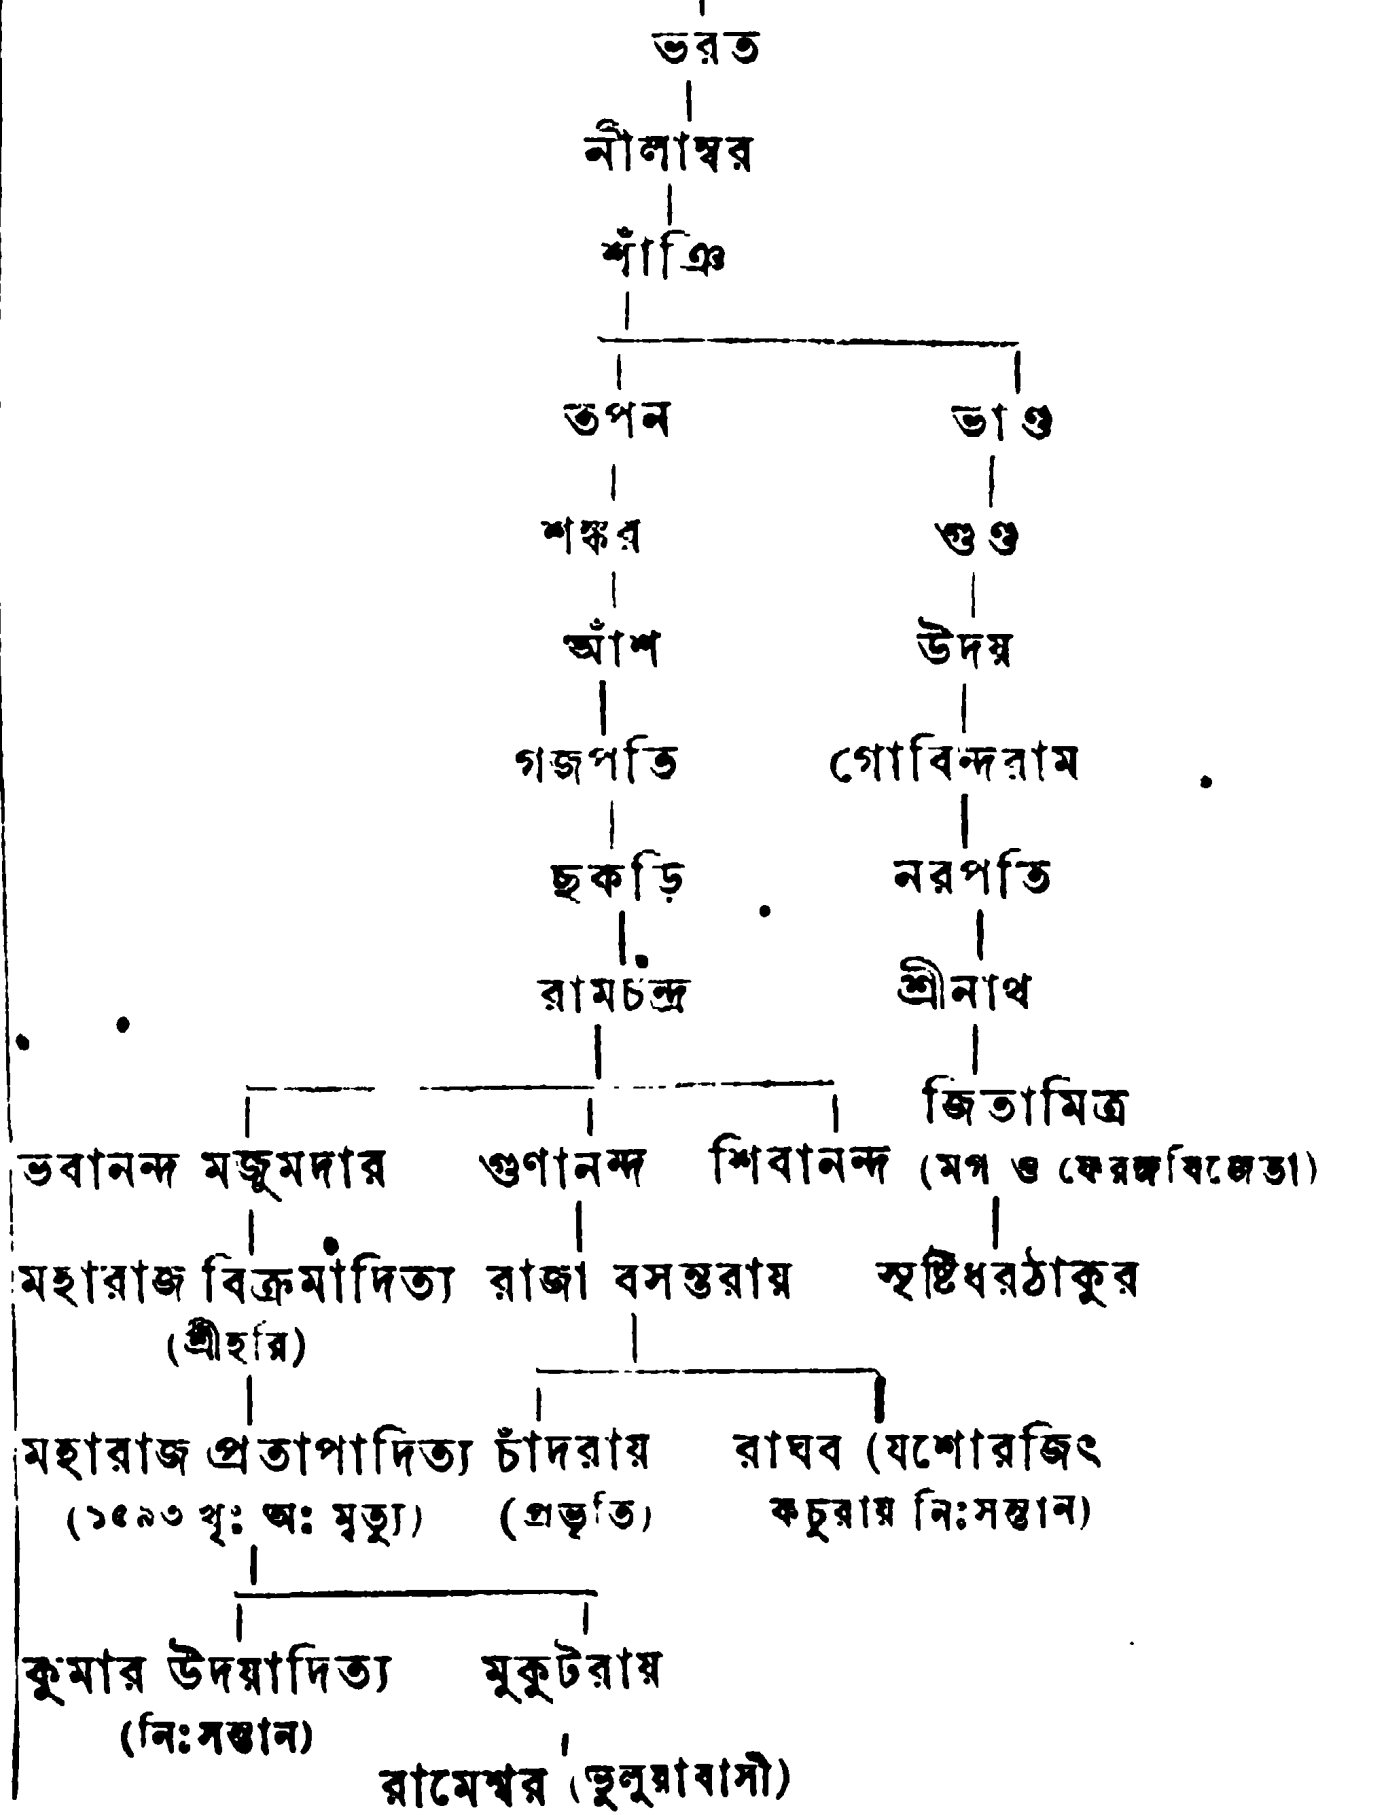 ভরত
নীলাম্বর
শাঁঞি
তপন ভাণ্ড
শঙ্কর গুণ্ড
আঁশ উদয়
গজপতি গোবিন্দরাম
ছকড়ি নরপতি
রামচন্দ্র শ্রীনাথ
জিতামিত্র
ভবানন্দ মজুমদার গুণানন্দ শিবানন্দ (মগ ও ফেরঙ্গবিজেতা)
মহারাজ বিক্রমাদিত্য রাজা বসন্তরায় সৃষ্টিধরঠাকুর
(শ্রীহরি)
মহারাজ প্রতাপাদিত্য চাঁদরায় রাঘব (যশোরজিৎ
(১৫৯৩ খৃঃ অঃ মৃত্যু) (প্রভৃতি) কচুরায় নিঃসন্তান)
কুমার উদয়াদিত্য মুকুটরায়
(নিঃসন্তান)
রামেশ্বর (ভুলুয়াবাসী)